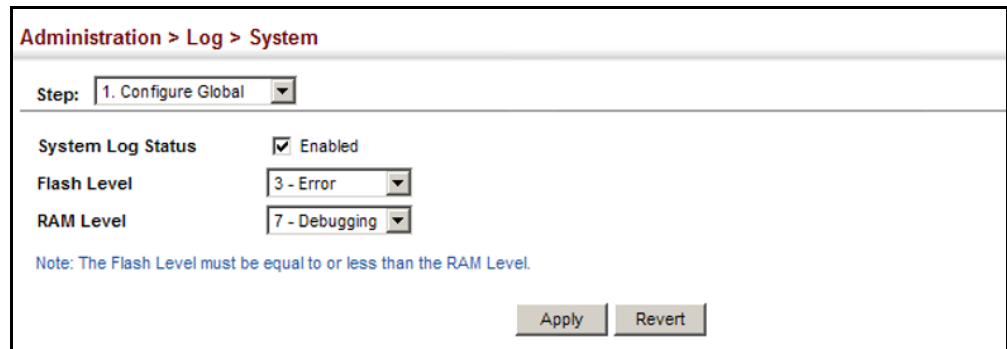 Administration > Log > System
Step: 1. Configure Global
System Log Status Enabled
Flash Level 3 - Error
RAM Level 7 - Debugging
Note: The Flash Level must be equal to or less than the RAM Level.
Apply Revert